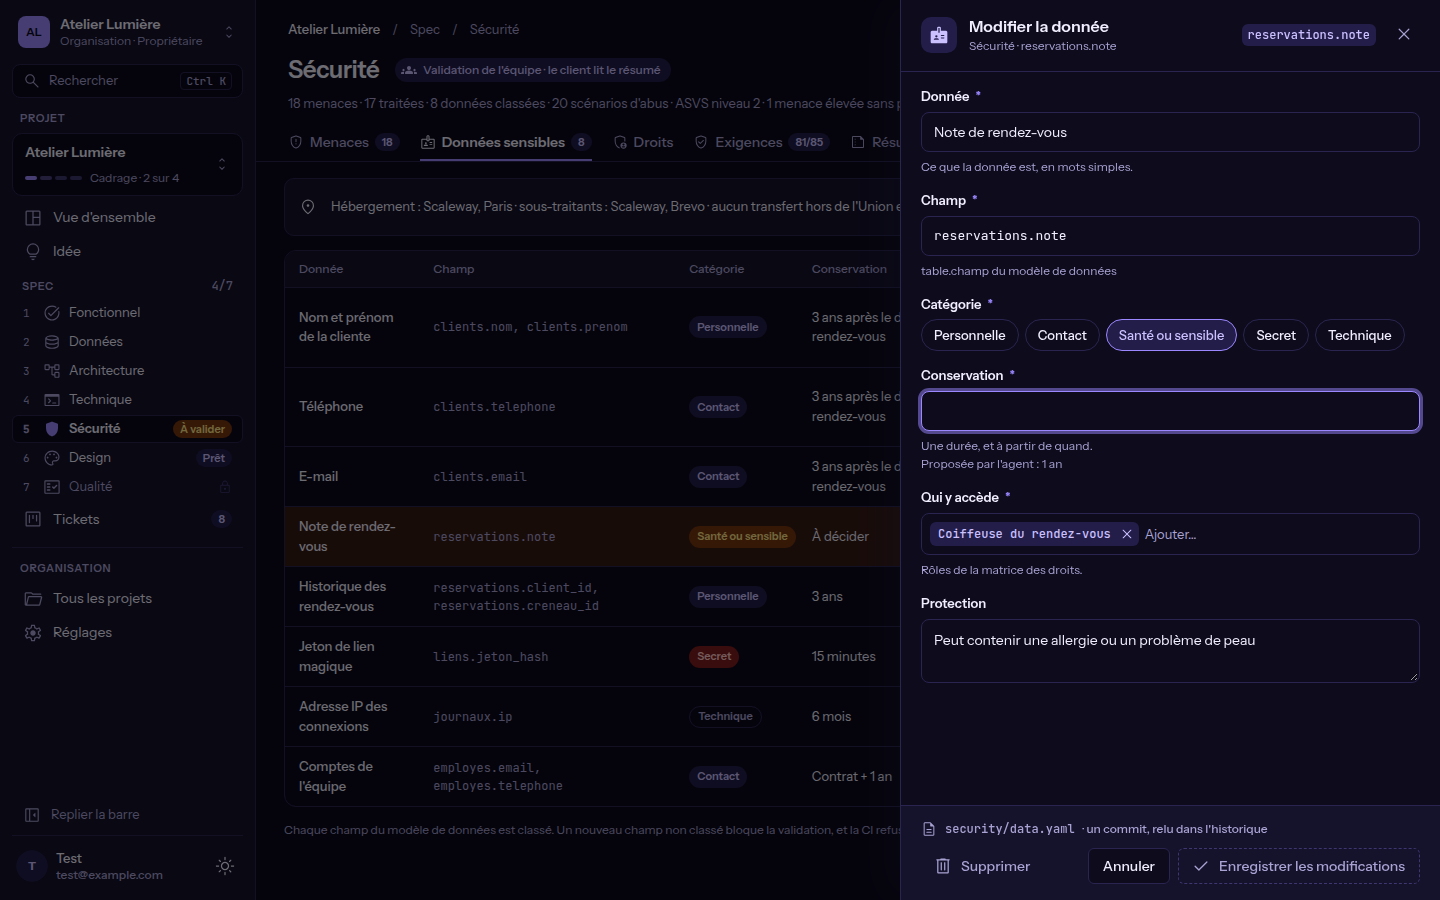 AL
Atelier Lumière
Organisation · Propriétaire
Rechercher
Ctrl K
PROJET
Atelier Lumière
Cadrage · 2 sur 4
Vue d'ensemble
Idée
SPEC
4/7
1 Fonctionnel
2 Données
3 Architecture
4 Technique
5 Sécurité À valider
6 Design Prêt
7 Qualité
Tickets 8
ORGANISATION
Tous les projets
Réglages
Replier la barre
T
Test
test@example.com
Atelier Lumière / Spec / Sécurité
Sécurité
Validation de l'équipe · le client lit le résumé
18 menaces · 17 traitées · 8 données classées · 20 scénarios d'abus · ASVS niveau 2 · 1 menace élevée sans
Menaces 18
Données sensibles 8
Droits
Exigences 81/85
Hébergement : Scaleway, Paris · sous-traitants : Scaleway, Brevo · aucun transfert hors de l'Union
Donnée Champ Catégorie Conservation
Nom et prénom de la cliente
clients.nom, clients.prenom
Personnelle
3 ans après le
rendez-vous
Téléphone
clients.telephone
Contact
3 ans après le
rendez-vous
E-mail
clients.email
Contact
3 ans après le
rendez-vous
Note de rendez-
vous
reservations.note
Santé ou sensible
À décider
Historique des
rendez-vous
reservations.client_id,
reservations.creneau_id
Personnelle
3 ans
Jeton de lien
magique
liens.jeton_hash
Secret
15 minutes
Adresse IP des
connexions
journaux.ip
Technique
6 mois
Comptes de
l'équipe
employes.email,
employes.telephone
Contact
Contrat + 1 an
Chaque champ du modèle de données est classé. Un nouveau champ non classé bloque la validation, et la CI
Modifier la donnée
Sécurité · reservations.note
reservations.note
Donnée *
Note de rendez-vous
Ce que la donnée est, en mots simples.
Champ *
reservations.note
table.champ du modèle de données
Catégorie *
Personnelle
Contact
Santé ou sensible
Secret
Technique
Conservation *
Une durée, et à partir de quand.
Proposée par l'agent : 1 an
Qui y accède *
Coiffeuse du rendez-vous
Ajouter…
Rôles de la matrice des droits.
Protection
Peut contenir une allergie ou un problème de peau
security/data.yaml · un commit, relu dans l'historique
Supprimer
Annuler
Enregistrer les modifications